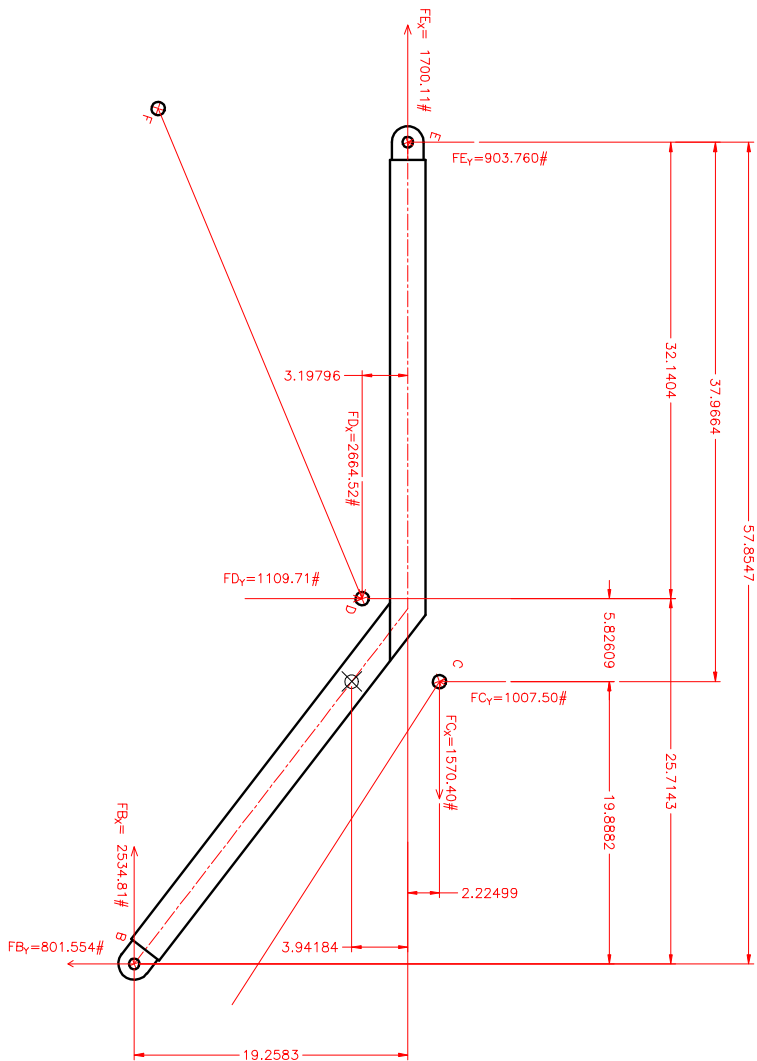 FEX= 1700.11#
E
FEY=903.760#
F
3.19796
FDX=2664.52#
32.1404
37.9664
57.8547
FDY=1109.71#
D
5.82609
C
FCY=1007.50#
FCX=1570.40#
25.7143
19.8882
FBX= 2534.81#
2.22499
B
FBY=801.554#
3.94184
19.2583